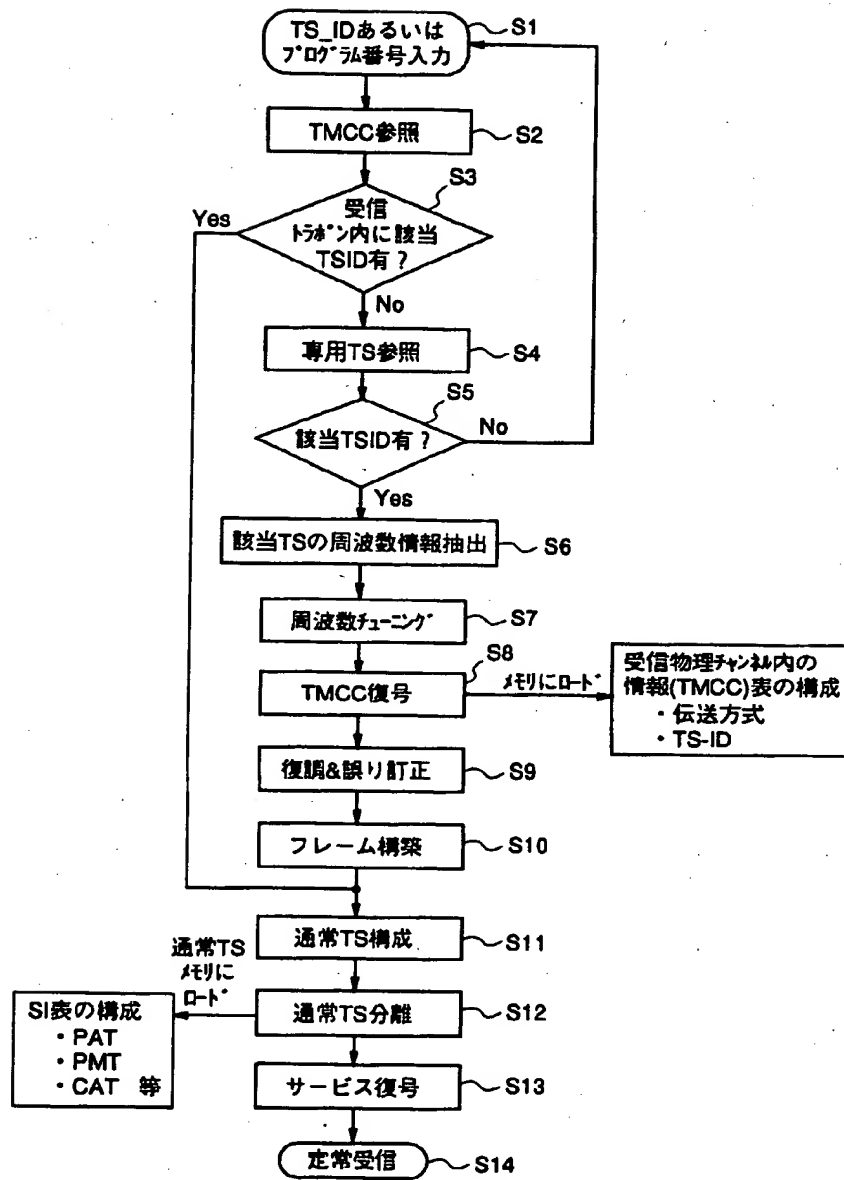 TS_IDあるいは
プログラム番号入力
S1
TMCC参照
S2
S3
Yes
受信
トラポン内に該当
TSID有？
No
専用TS参照
S4
S5
該当TSID有？
No
Yes
該当TSの周波数情報抽出
S6
周波数チューニング
S7
S8
TMCC復号
メモリにロード
受信物理チャンネル内の
情報(TMCC)表の構成
・伝送方式
・TS-ID
復調&誤り訂正
S9
フレーム構築
S10
通常TS構成
S11
通常TS
メモリに
ロード
SI表の構成
・PAT
・PMT
・CAT 等
通常TS分離
S12
サービス復号
S13
定常受信
S14